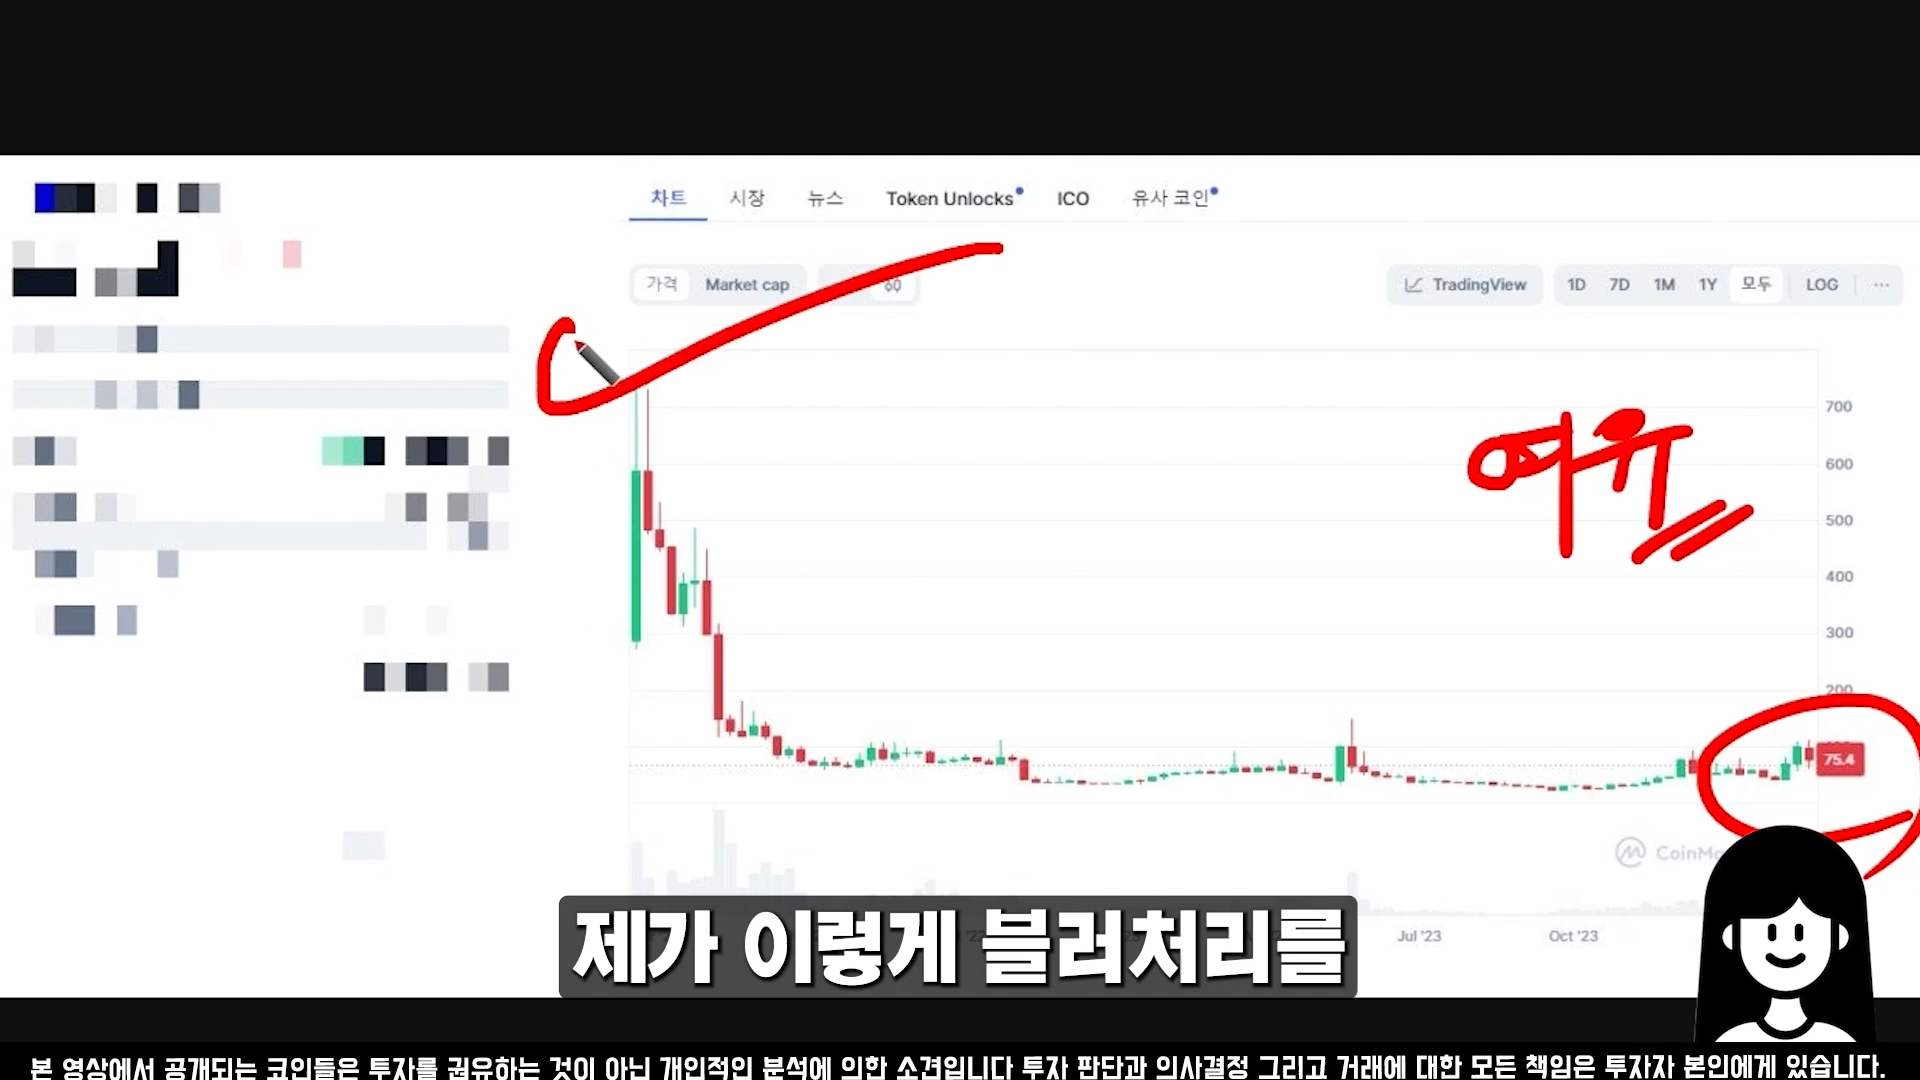 차트 시장 뉴스 Token Unlocks ICO 유사 코인
가격 Market cap TradingView 1D 7D 1M 1Y 모두 LOG ...
700
여유
600
500
400
300
200
75.4
CoinM
제가 이렇게 블러처리를
Jul '23 Oct '23
본 영상에서 공개되는 코인들은 투자를 권유하는 것이 아닌 개인적인 분석에 의한 소견입니다 투자 판단과 의사결정 그리고 거래에 대한 모든 책임은 투자자 본인에게 있습니다.